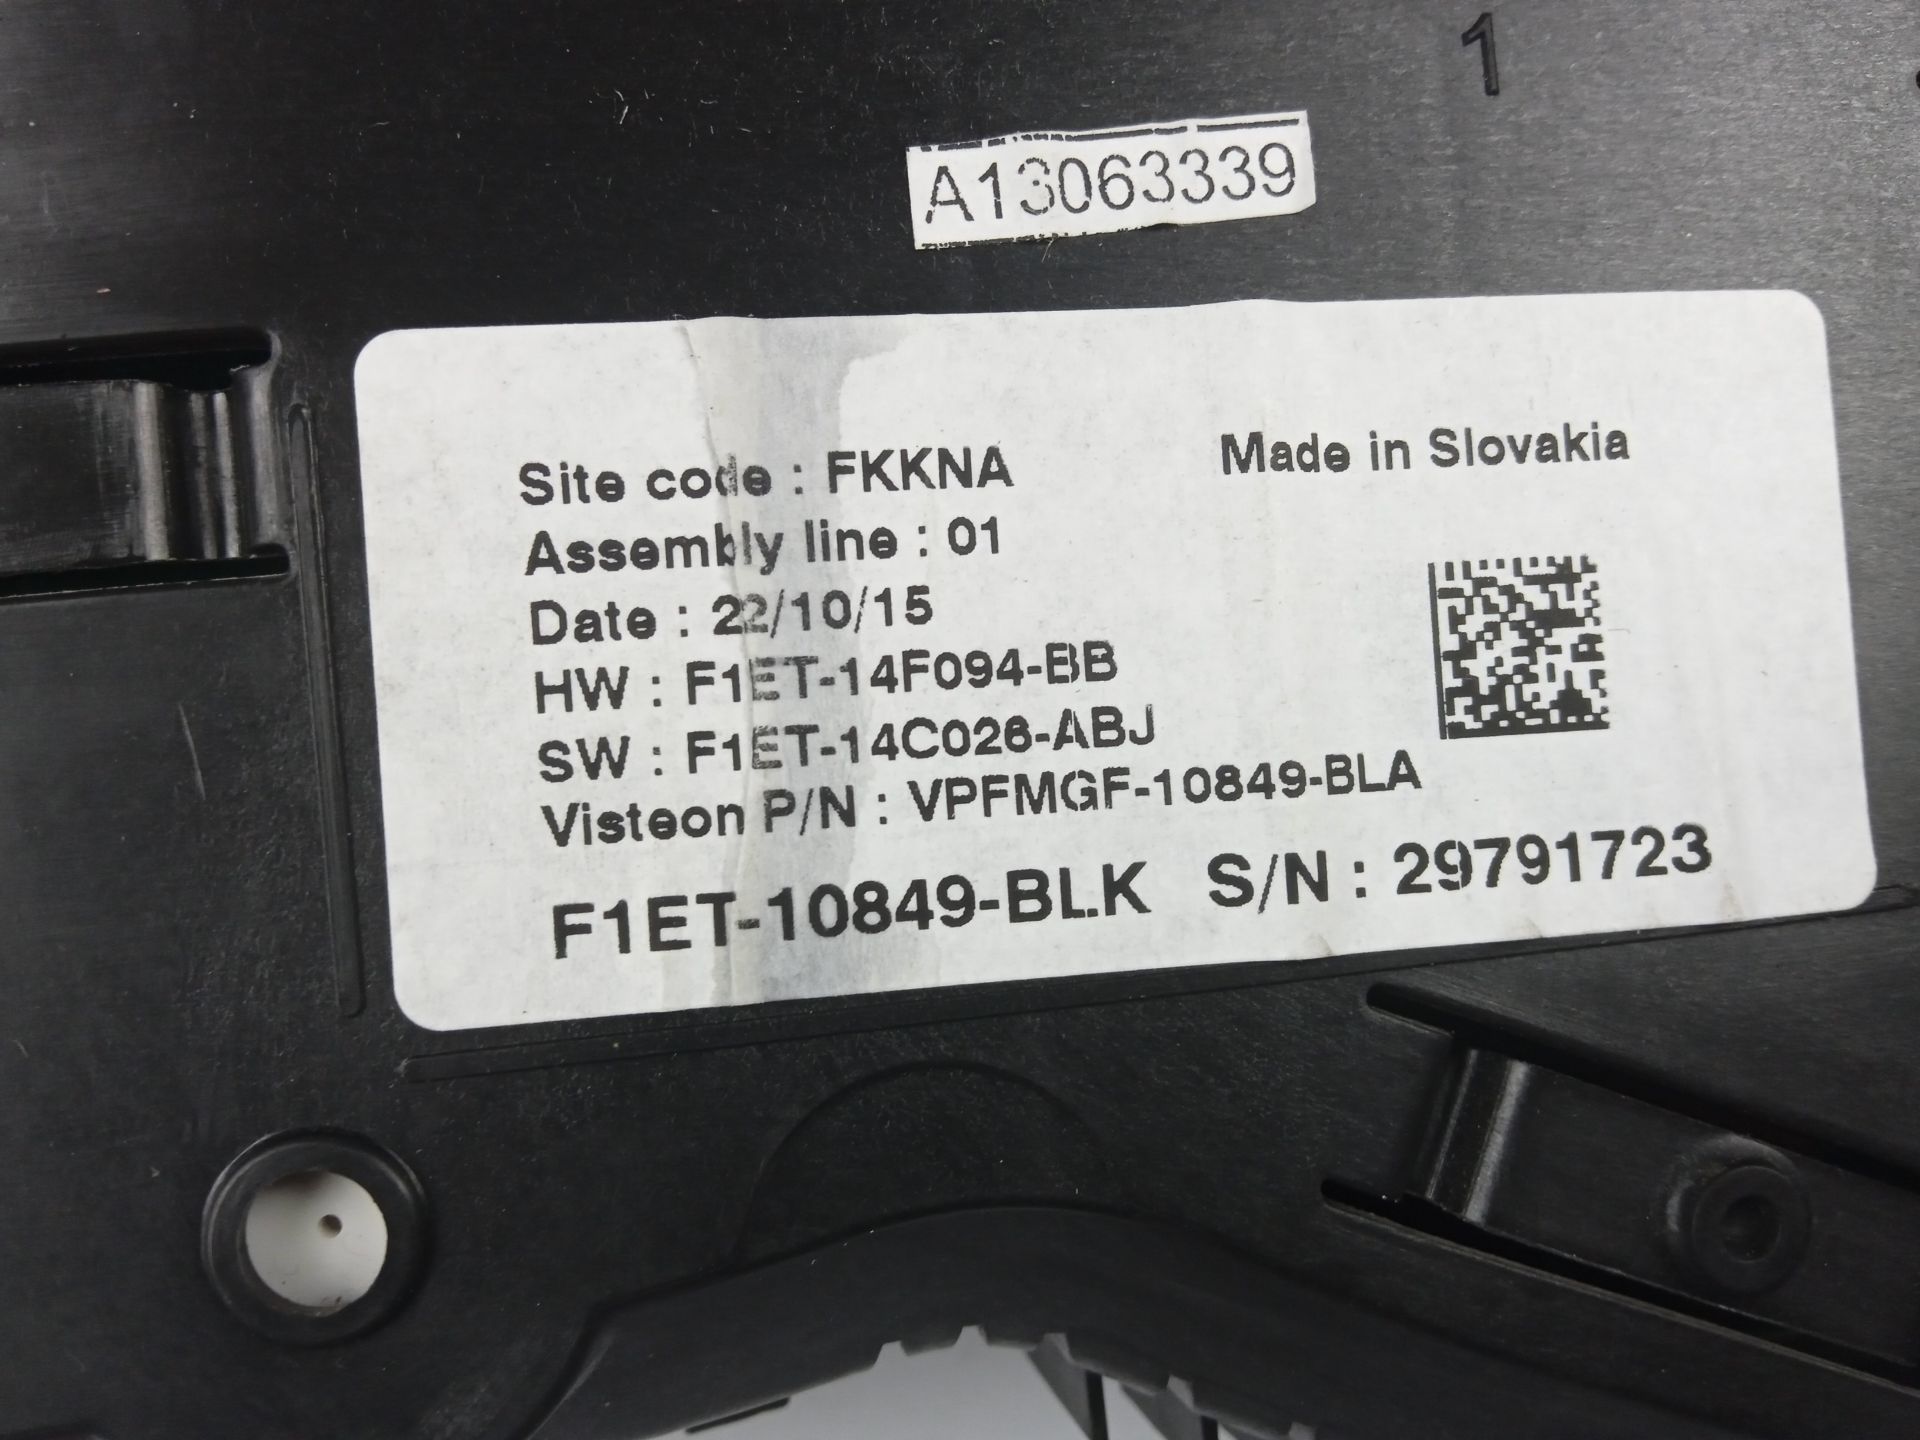 1
A13063339
Site code : FKKNA
Made in Slovakia
Assembly line : 01
Date : 22/10/15
HW : F1ET-14F094-BB
SW : F1ET-14C026-ABJ
Visteon P/N : VPFMGF-10849-BLA
F1ET-10849-BLK S/N : 29791723